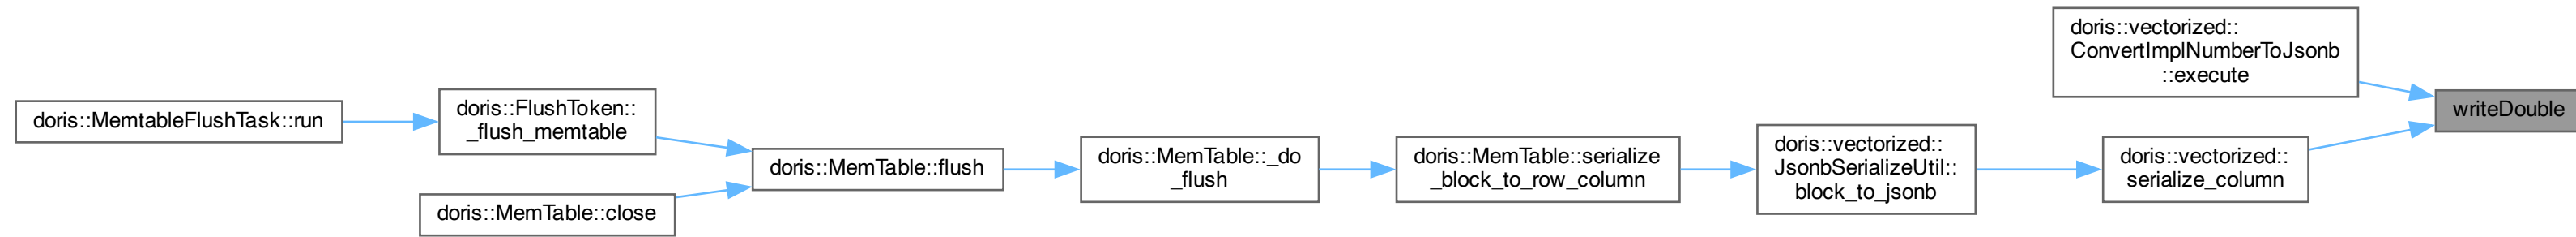 doris::MemtableFlushTask::run
doris::FlushToken::
_flush_memtable
doris::MemTable::close
doris::MemTable::flush
doris::MemTable::_do
_flush
doris::MemTable::serialize
_block_to_row_column
doris::vectorized::
JsonbSerializeUtil::
block_to_jsonb
doris::vectorized::
serialize_column
doris::vectorized::
ConvertImplNumberToJsonb
::execute
writeDouble